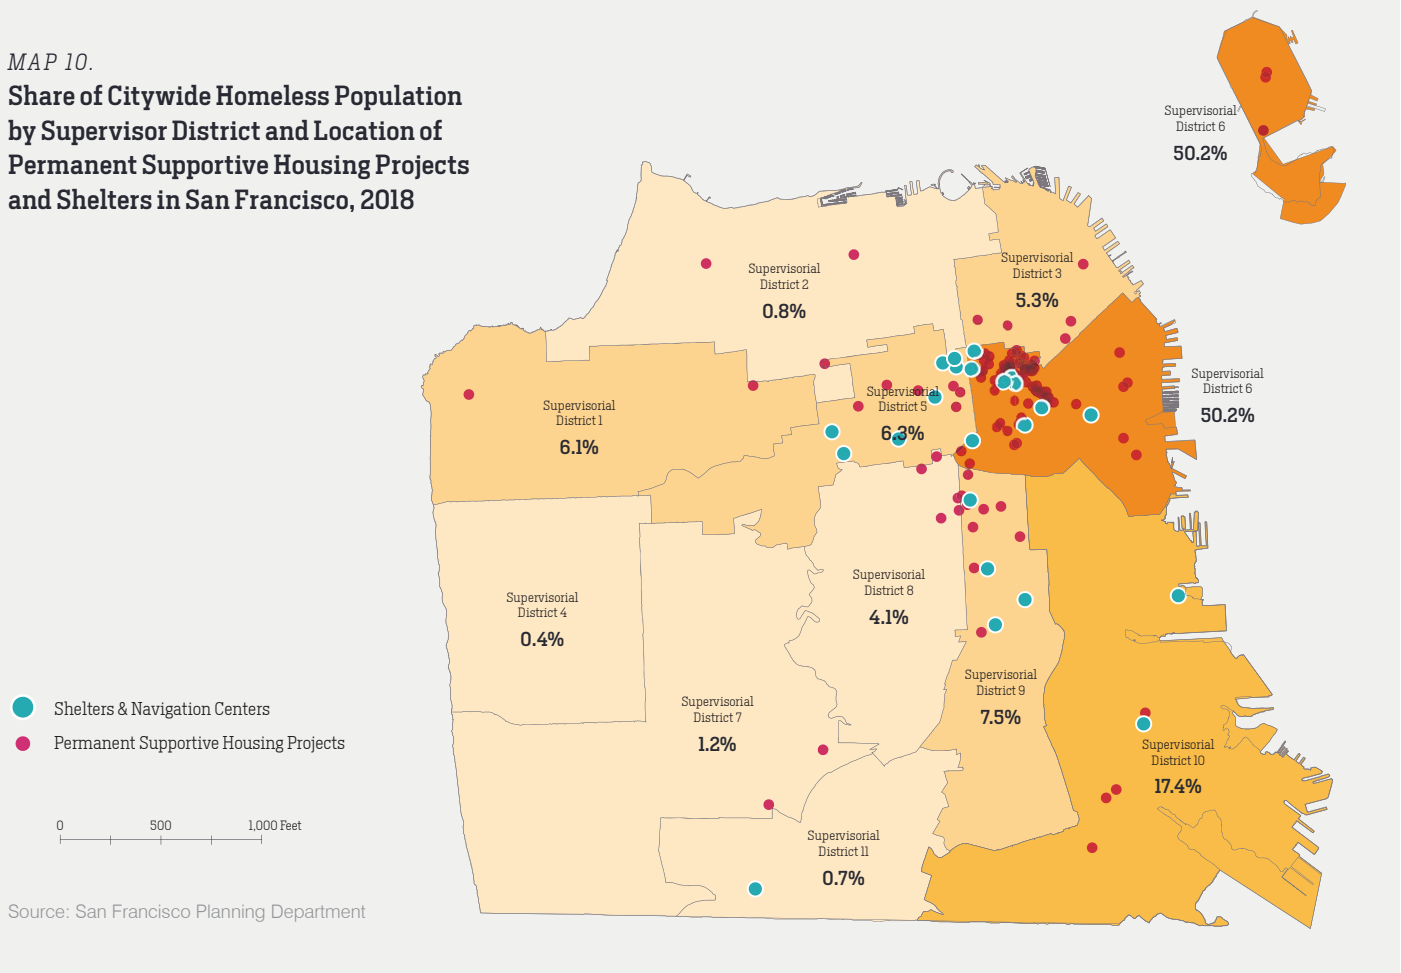 MAP 10.
Share of Citywide Homeless Population
by Supervisor District and Location of
Permanent Supportive Housing Projects
and Shelters in San Francisco, 2018
Supervisorial
District 6
50.2%
Supervisorial
District 3
5.3%
Supervisorial
District 2
0.8%
Supervisorial
District 6
50.2%
Supervisorial
District 5
6.3%
Supervisorial
District 1
6.1%
Supervisorial
District 8
4.1%
Supervisorial
District 4
0.4%
Supervisorial
District 9
7.5%
Supervisorial
District 7
1.2%
Supervisorial
District 10
17.4%
Supervisorial
District 11
0.7%
Shelters & Navigation Centers
Permanent Supportive Housing Projects
0 500 1,000 Feet
Source: San Francisco Planning Department